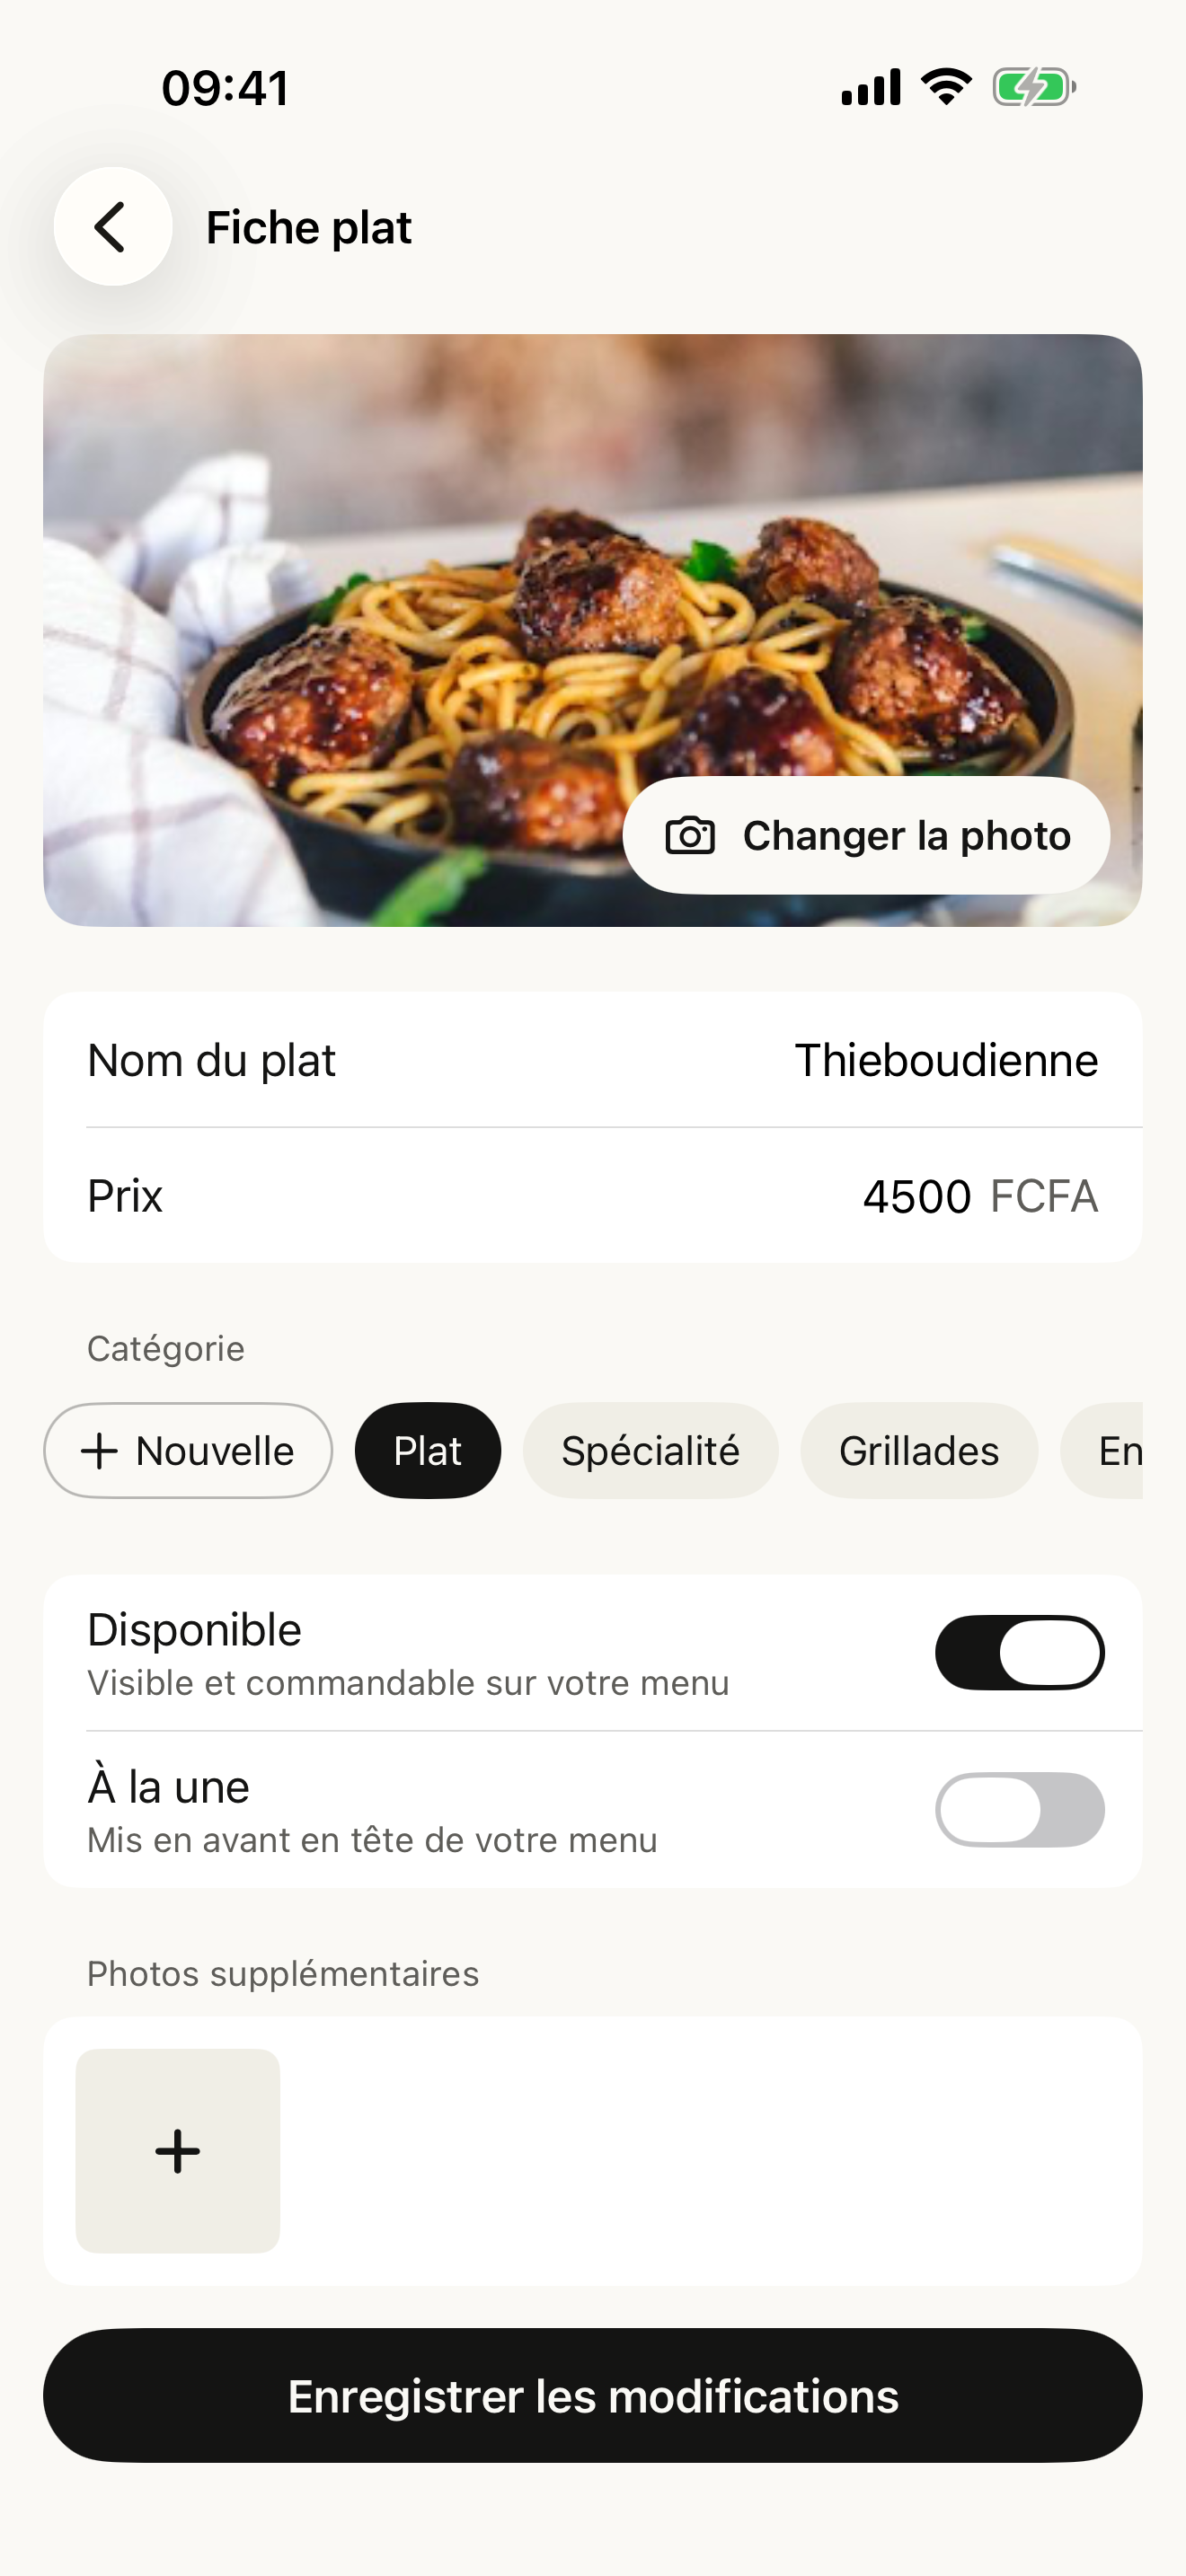 09:41
Fiche plat
Changer la photo
Nom du plat Thieboudienne
Prix 4500 FCFA
Catégorie
+ Nouvelle Plat Spécialité Grillades En
Disponible
Visible et commandable sur votre menu
À la une
Mis en avant en tête de votre menu
Photos supplémentaires
+
Enregistrer les modifications